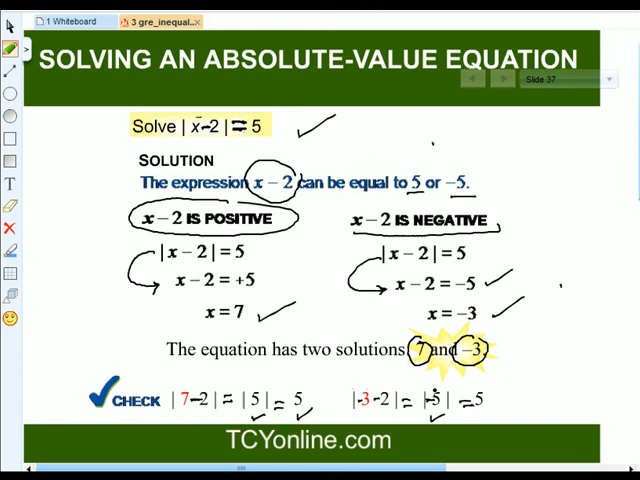 1 Whiteboard
3 gre_inequal..
SOLVING AN ABSOLUTE-VALUE EQUATION
Slide 37
Solve | x-2| = 5
SOLUTION
The expression x − 2 can be equal to 5 or −5.
x − 2 IS POSITIVE
x − 2 IS NEGATIVE
|x − 2| = 5
|x − 2| = 5
x − 2 = +5
x − 2 = −5
x = 7
x = −3
The equation has two solutions: 7 and −3.
CHECK | 7−2| = | 5| = 5 |-3 -2| = |-5 | = 5
TCYonline.com
T